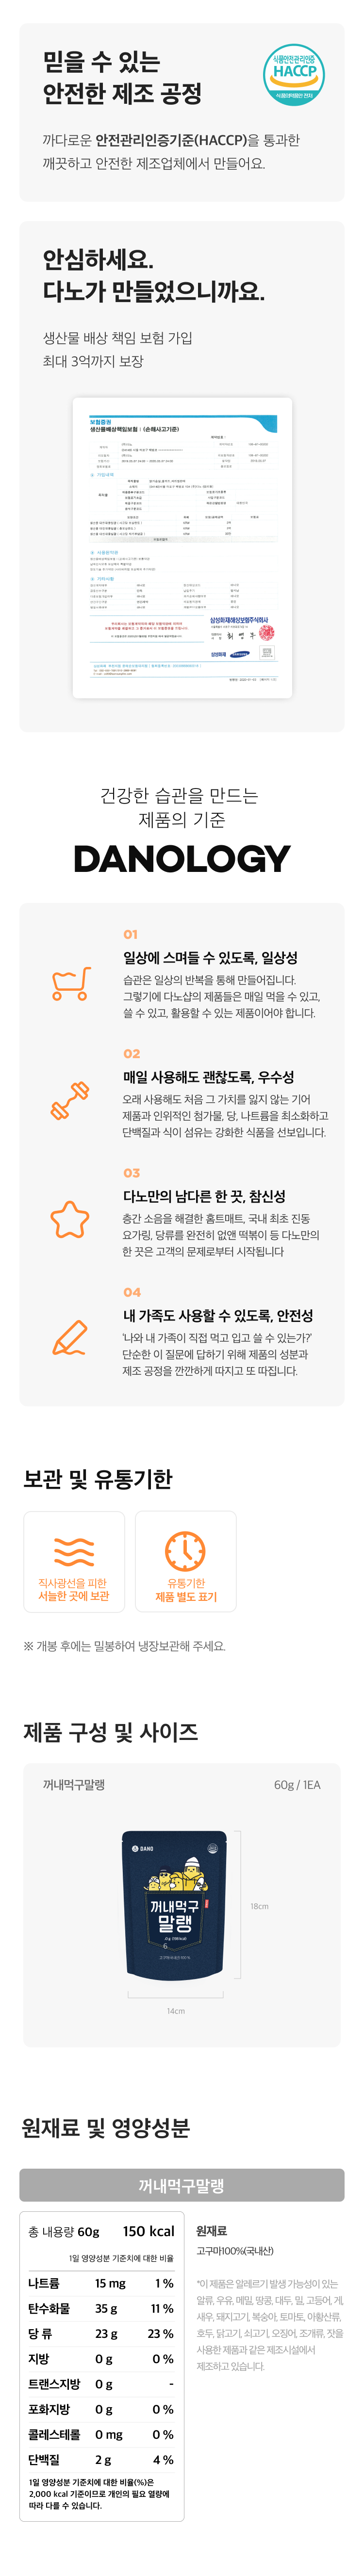 믿을 수 있는
안전한 제조 공정
식품안전관리인증
HACCP
식품의약품안전처
까다로운 안전관리인증기준(HACCP)을 통과한
깨끗하고 안전한 제조업체에서 만들어요.
안심하세요.
다노가 만들었으니까요.
생산물 배상 책임 보험 가입
최대 3억까지 보장
보험증권
생산물배상책임보험 : (손해사고기준)
삼성화재해상보험주식회사
삼성화재
건강한 습관을 만드는
제품의 기준
DANOLOGY
01
일상에 스며들 수 있도록, 일상성
습관은 일상의 반복을 통해 만들어집니다.
그렇기에 다노샵의 제품들은 매일 먹을 수 있고,
쓸 수 있고, 활용할 수 있는 제품이어야 합니다.
02
매일 사용해도 괜찮도록, 우수성
오래 사용해도 처음 그 가치를 잃지 않는 기어
제품과 인위적인 첨가물, 당, 나트륨을 최소화하고
단백질과 식이 섬유는 강화한 식품을 선보입니다.
03
다노만의 남다른 한 끗, 참신성
층간 소음을 해결한 홈트매트, 국내 최초 진동
요가링, 당류를 완전히 없앤 떡볶이 등 다노만의
한 끗은 고객의 문제로부터 시작됩니다
04
내 가족도 사용할 수 있도록, 안전성
'나와 내 가족이 직접 먹고 입고 쓸 수 있는가?'
단순한 이 질문에 답하기 위해 제품의 성분과
제조 공정을 깐깐하게 따지고 또 따집니다.
보관 및 유통기한
직사광선을 피한
서늘한 곳에 보관
유통기한
제품 별도 표기
※ 개봉 후에는 밀봉하여 냉장보관해 주세요.
제품 구성 및 사이즈
꺼내먹구말랭
60g / 1EA
DANO
꺼내먹구
말랭
18cm
14cm
원재료 및 영양성분
꺼내먹구말랭
총 내용량 60g 150 kcal
1일 영양성분 기준치에 대한 비율
나트륨 15 mg 1 %
탄수화물 35 g 11 %
당 류 23 g 23 %
지방 0 g 0 %
트랜스지방 0 g -
포화지방 0 g 0 %
콜레스테롤 0 mg 0 %
단백질 2 g 4 %
1일 영양성분 기준치에 대한 비율(%)은
2,000 kcal 기준이므로 개인의 필요 열량에
따라 다를 수 있습니다.
원재료
고구마100%(국내산)
*이 제품은 알레르기 발생 가능성이 있는
알류, 우유, 메밀, 땅콩, 대두, 밀, 고등어, 게,
새우, 돼지고기, 복숭아, 토마토, 아황산류,
호두, 닭고기, 쇠고기, 오징어, 조개류, 잣을
사용한 제품과 같은 제조시설에서
제조하고 있습니다.